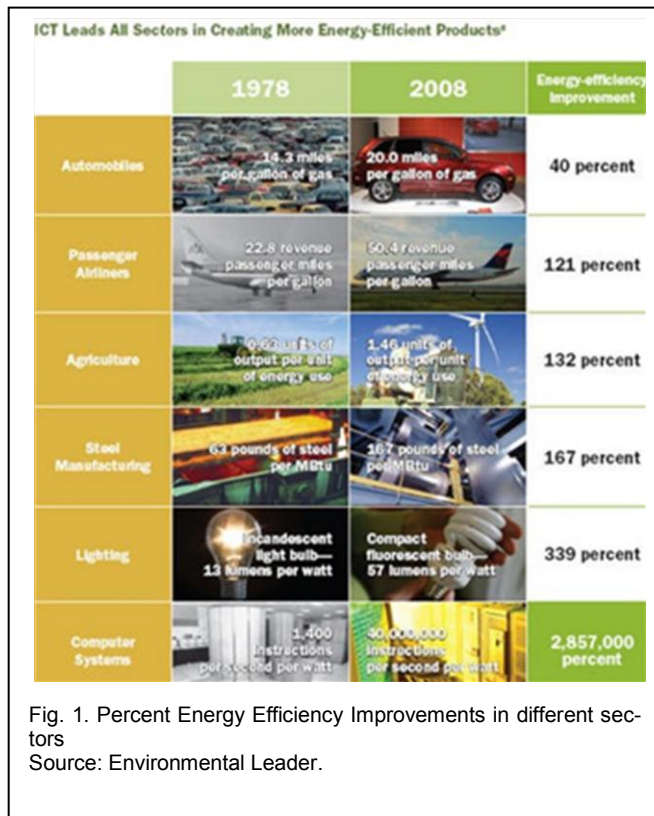 ICT Leads All Sectors in Creating More Energy-Efficient Products*
1978
2008
Energy-efficiency
Improvement
Automobiles
14.3 miles
per gallon of gas
20.0 miles
per gallon of gas
40 percent
Passenger
Airliners
22.8 revenue
passenger miles
per gallon
50.4 revenue
passenger miles
per gallon
121 percent
Agriculture
0.63 units of
output per unit
of energy use
1.46 units of
output per unit
of energy use
132 percent
Steel
Manufacturing
63 pounds of steel
per MBtu
167 pounds of steel
per MBtu
167 percent
Lighting
Incandescent
light bulb—
13 lumens per watt
Compact
fluorescent bulb—
57 lumens per watt
339 percent
Computer
Systems
1,400
instructions
per second per watt
40,000,000
instructions
per second per watt
2,857,000
percent
Fig. 1. Percent Energy Efficiency Improvements in different sec-
tors
Source: Environmental Leader.